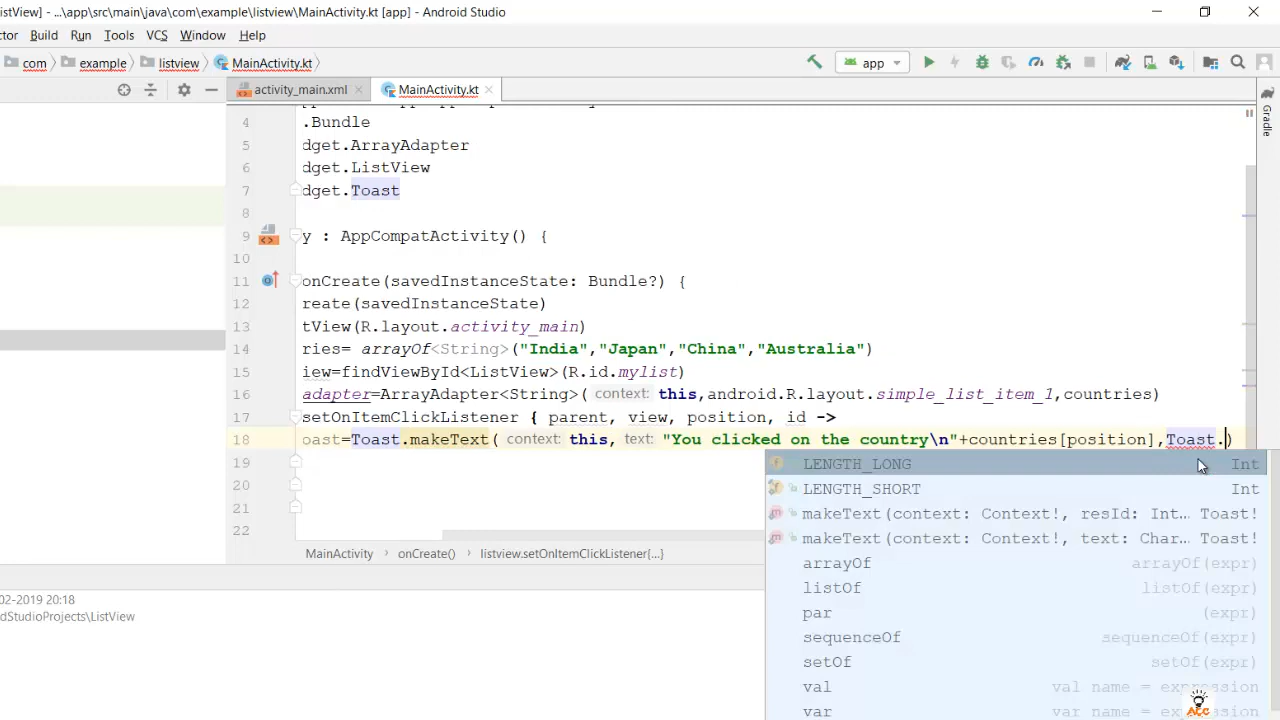 istView] - ...\app\src\main\java\com\example\listview\MainActivity.kt [app] - Android Studio
ctor Build Run Tools VCS Window Help
com example listview MainActivity.kt app
activity_main.xml MainActivity.kt
4 .Bundle
5 dget.ArrayAdapter
6 dget.ListView
7 dget.Toast
8
9 y : AppCompatActivity() {
10
11 onCreate(savedInstanceState: Bundle?) {
12 reate(savedInstanceState)
13 tView(R.layout.activity_main)
14 ries= arrayOf<String>("India","Japan","China","Australia")
15 iew=findViewById<ListView>(R.id.mylist)
16 adapter=ArrayAdapter<String>( context: this,android.R.layout.simple_list_item_1,countries)
17 setOnItemClickListener { parent, view, position, id ->
18 oast=Toast.makeText( context: this, text: "You clicked on the country\n"+countries[position],Toast.)
19
20
21
22
LENGTH_LONG Int
LENGTH_SHORT Int
makeText(context: Context!, resId: Int... Toast!
makeText(context: Context!, text: Char... Toast!
arrayOf arrayOf(expr)
listOf listOf(expr)
par (expr)
sequenceOf sequenceOf(expr)
setOf setOf(expr)
val val name = expression
var var name = expression
MainActivity onCreate() listview.setOnItemClickListener{...}
02-2019 20:18
dStudioProjects\ListView
Gradle